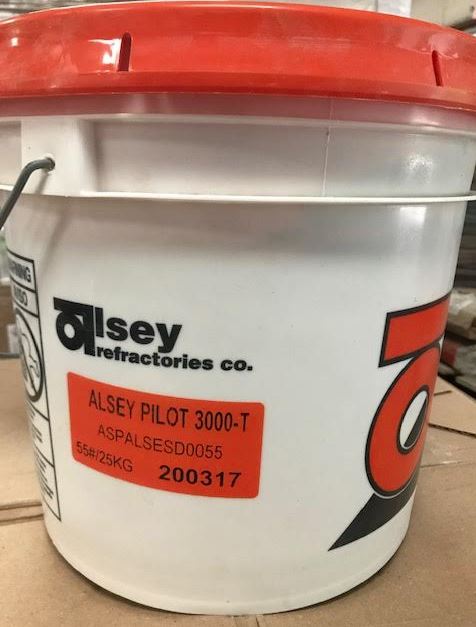 alsey
refractories co.
ALSEY PILOT 3000-T
ASPALSESD0055
55#/25KG 200317